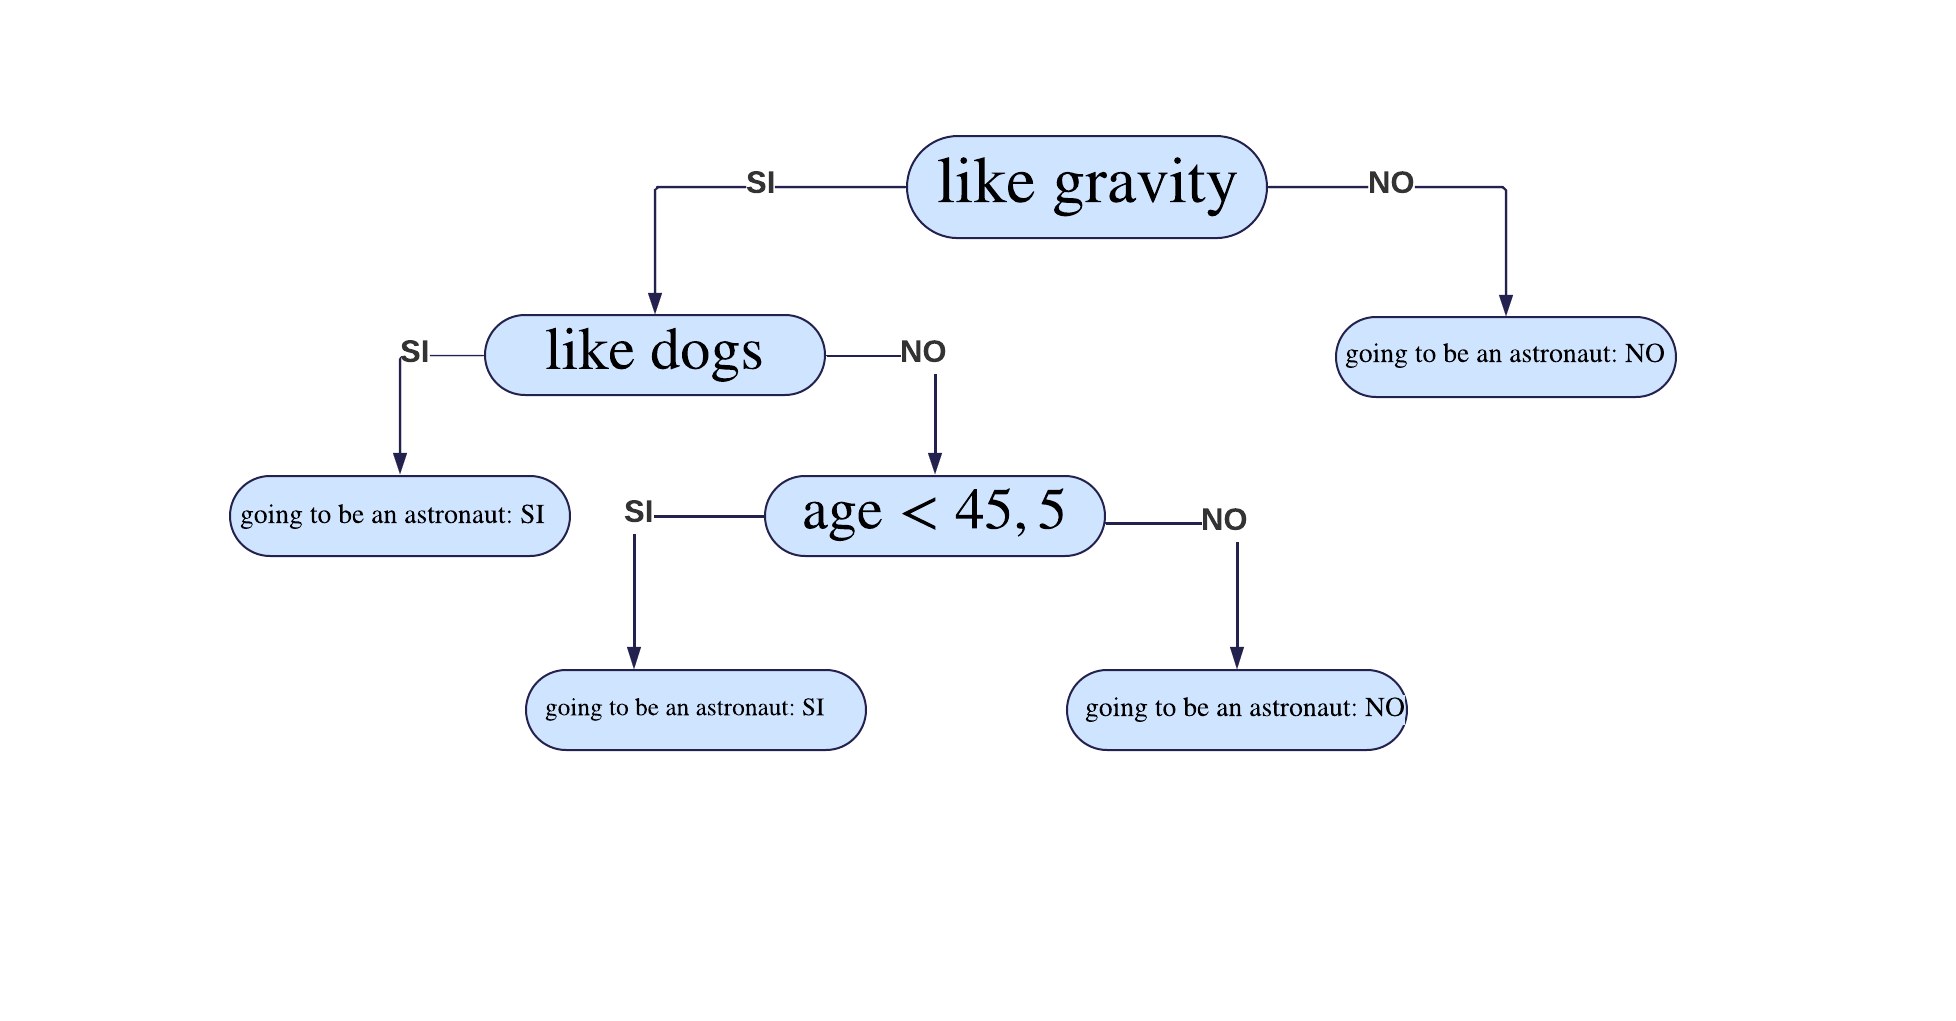 like gravity
SI
NO
like dogs
SI
NO
going to be an astronaut: NO
going to be an astronaut: SI
age < 45, 5
SI
NO
going to be an astronaut: SI
going to be an astronaut: NO